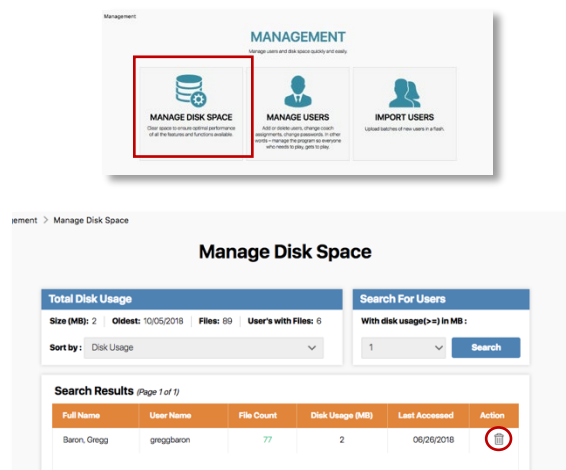 Management
MANAGEMENT
Manage users and disk space quickly and easily.
MANAGE DISK SPACE
Clear space to ensure optimal performance
of all the features and functions available.
MANAGE USERS
Add or delete users, change coach
assignments, change passwords. In other
words – manage the program so everyone
who needs to play, gets to play.
IMPORT USERS
Upload batches of new users in a flash.
ement > Manage Disk Space
Manage Disk Space
Total Disk Usage
Size (MB): 2 Oldest: 10/05/2018 Files: 89 User's with Files: 6
Sort by : Disk Usage
Search For Users
With disk usage(>=) in MB :
1 Search
Search Results (Page 1 of 1)
Full Name User Name File Count Disk Usage (MB) Last Accessed Action
Baron, Gregg greggbaron 77 2 06/26/2018